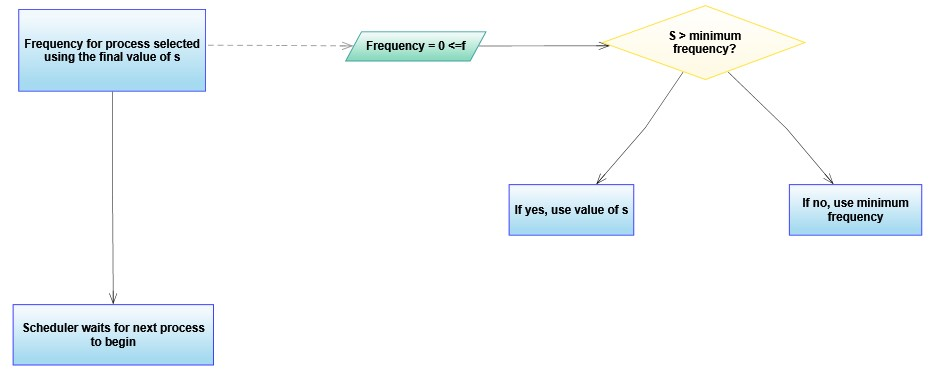 Frequency for process selected
using the final value of s
Frequency = 0 <=f
S > minimum
frequency?
If yes, use value of s
If no, use minimum
frequency
Scheduler waits for next process
to begin